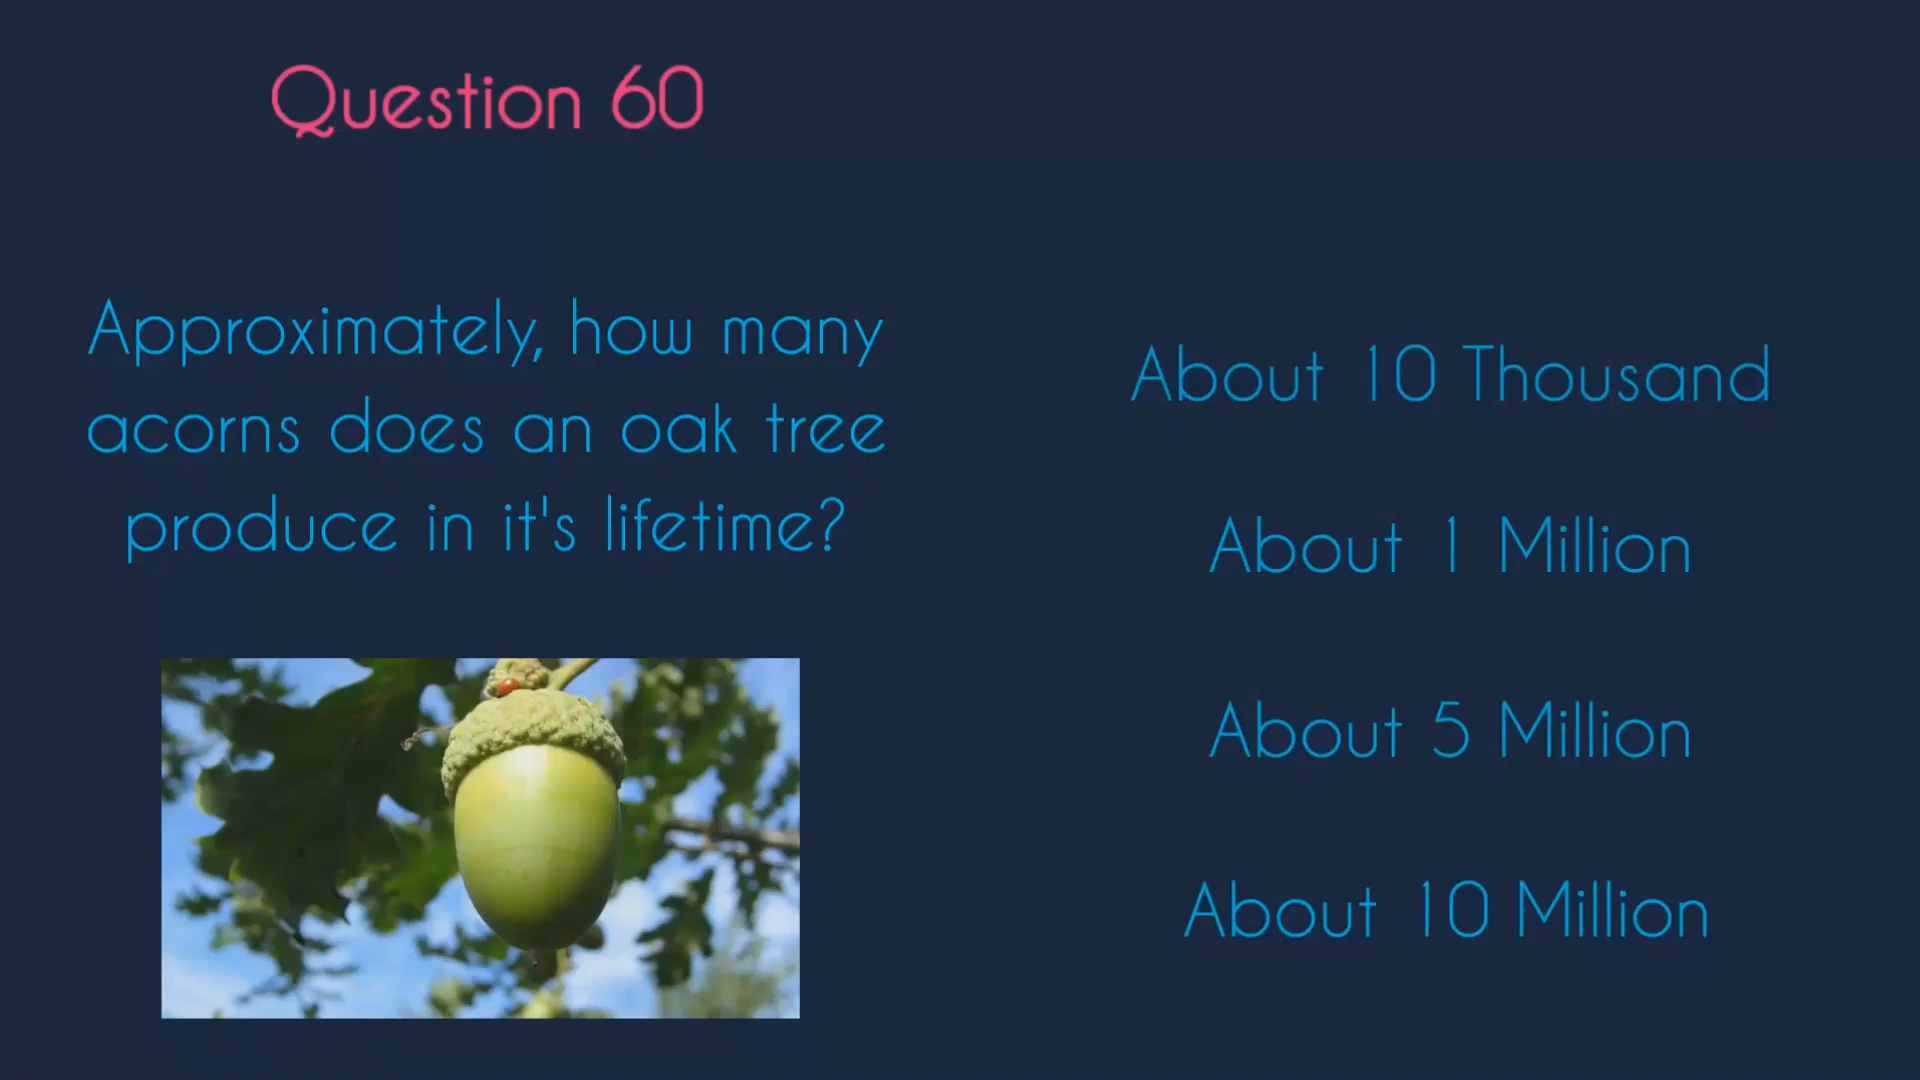 Question 60
Approximately, how many
acorns does an oak tree
produce in it's lifetime?
About 10 Thousand
About 1 Million
About 5 Million
About 10 Million